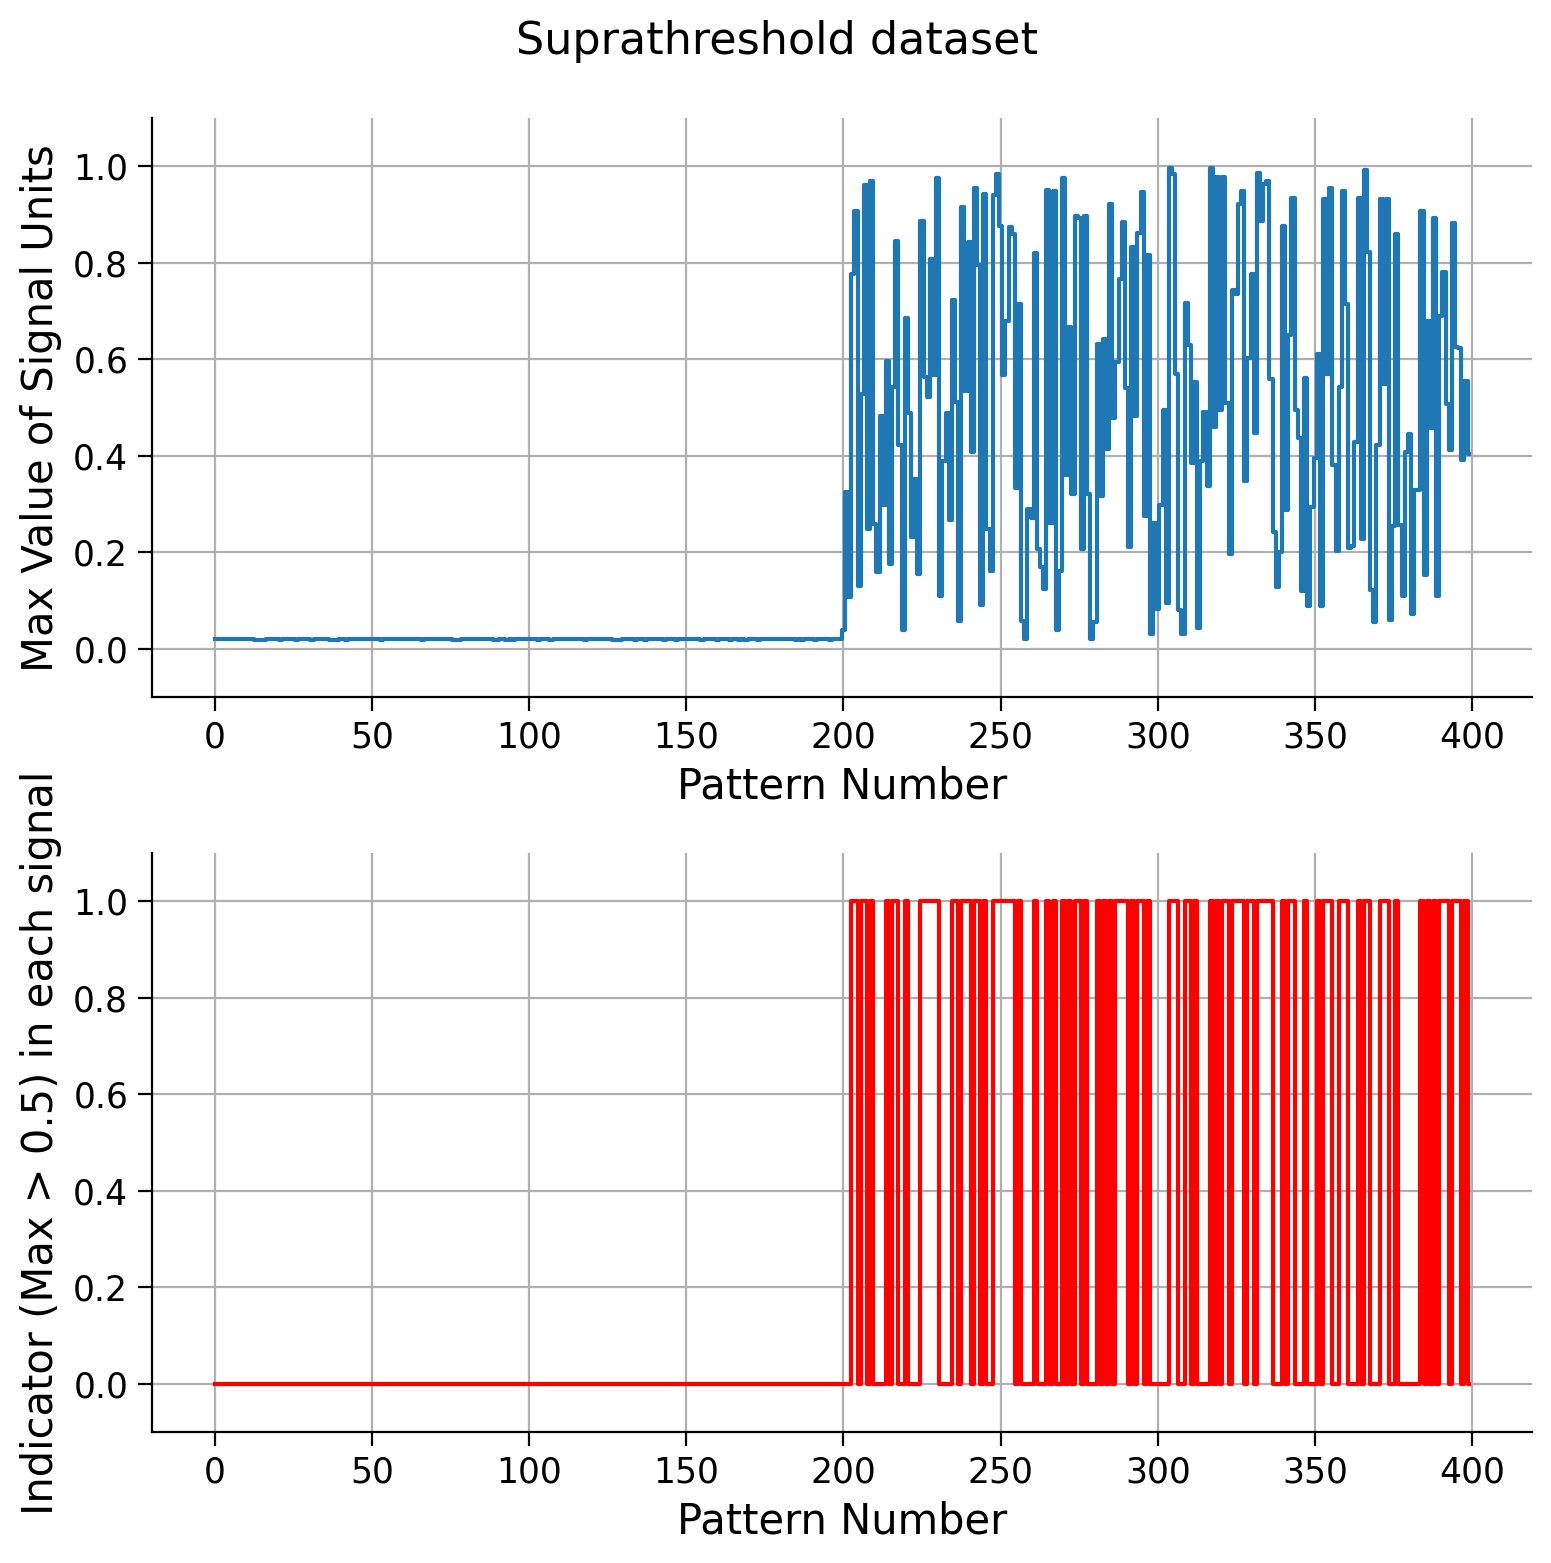 Suprathreshold dataset
Max Value of Signal Units
1.0
0.8
0.6
0.4
0.2
0.0
0 50 100 150 200 250 300 350 400
Pattern Number
Indicator (Max > 0.5) in each signal
1.0
0.8
0.6
0.4
0.2
0.0
0 50 100 150 200 250 300 350 400
Pattern Number